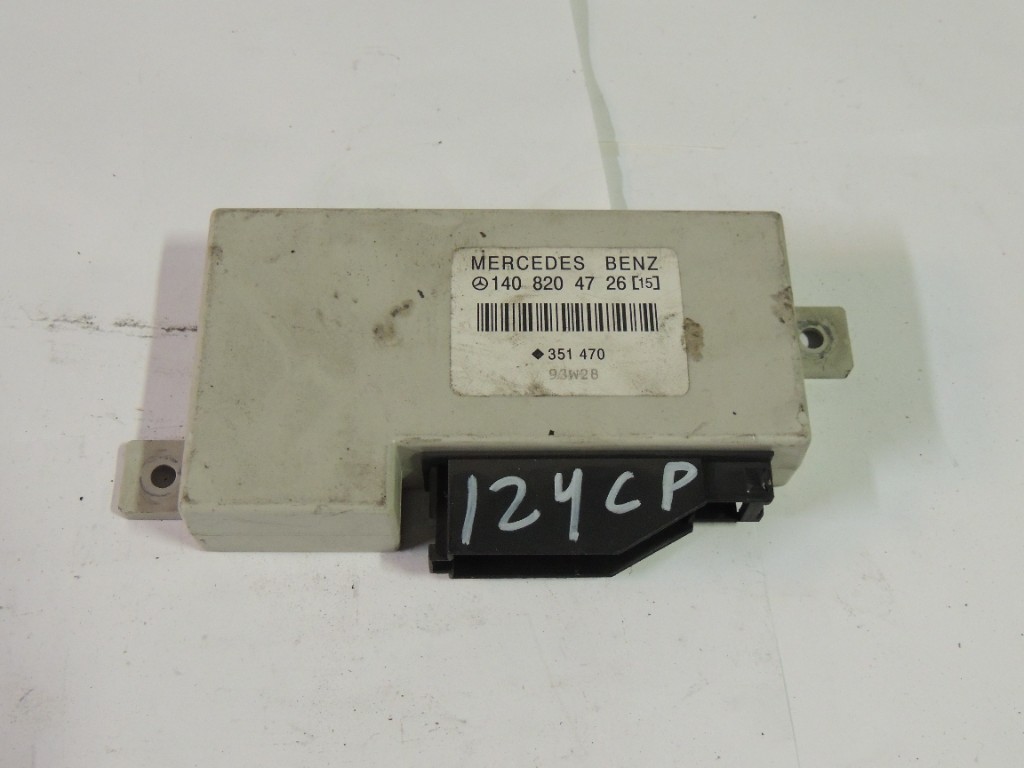 MERCEDES BENZ
140 820 47 26 [15]
◆ 351 470
93W28
124CP